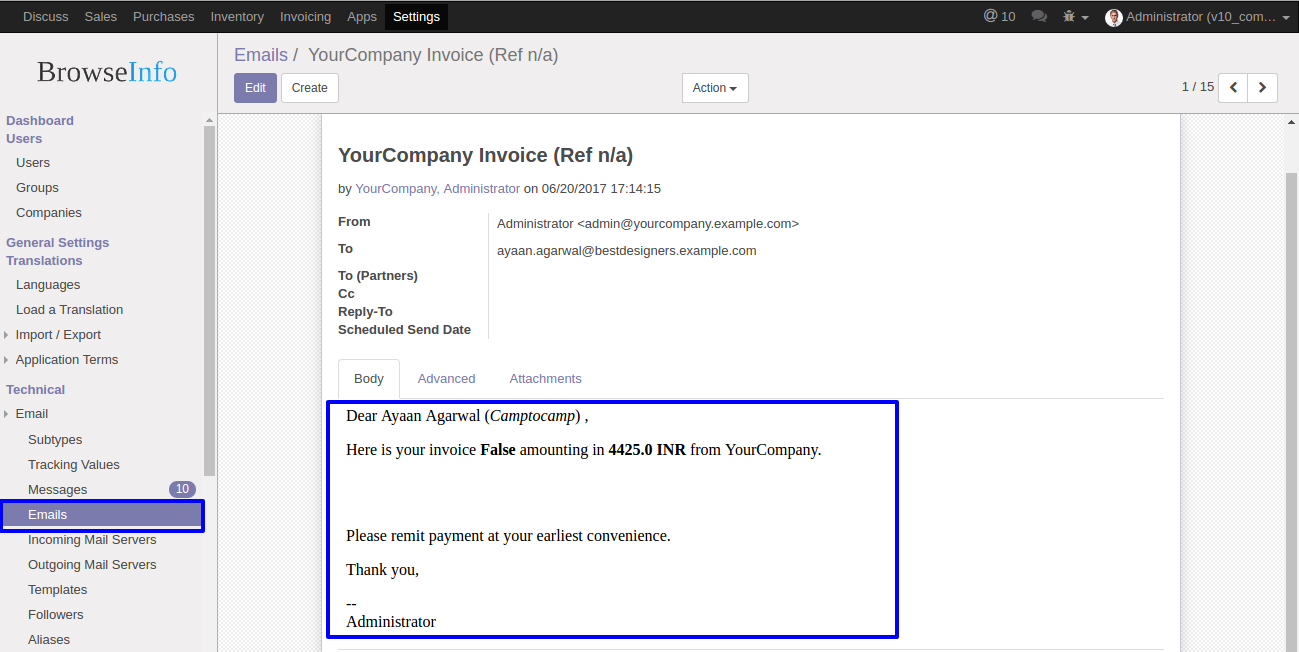 Discuss Sales Purchases Inventory Invoicing Apps Settings @ 10 Administrator (v10_com...
BrowseInfo
Dashboard
Users
Users
Groups
Companies
General Settings
Translations
Languages
Load a Translation
Import / Export
Application Terms
Technical
Email
Subtypes
Tracking Values
Messages 10
Emails
Incoming Mail Servers
Outgoing Mail Servers
Templates
Followers
Aliases
Emails / YourCompany Invoice (Ref n/a)
Edit Create Action 1 / 15
YourCompany Invoice (Ref n/a)
by YourCompany, Administrator on 06/20/2017 17:14:15
From Administrator <admin@yourcompany.example.com>
To ayaan.agarwal@bestdesigners.example.com
To (Partners)
Cc
Reply-To
Scheduled Send Date
Body Advanced Attachments
Dear Ayaan Agarwal (Camptocamp) ,
Here is your invoice False amounting in 4425.0 INR from YourCompany.
Please remit payment at your earliest convenience.
Thank you,
--
Administrator